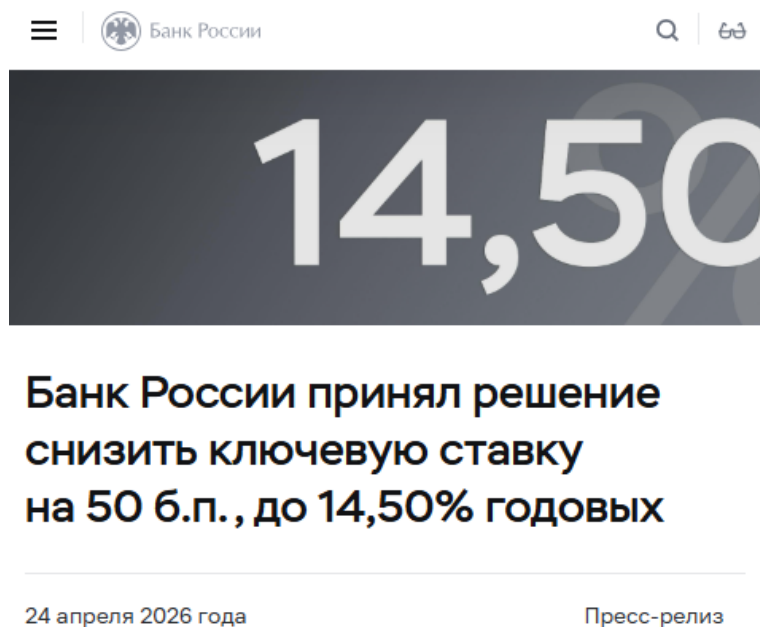 Банк России
14,50
Банк России принял решение
снизить ключевую ставку
на 50 б.п., до 14,50% годовых
24 апреля 2026 года
Пресс-релиз